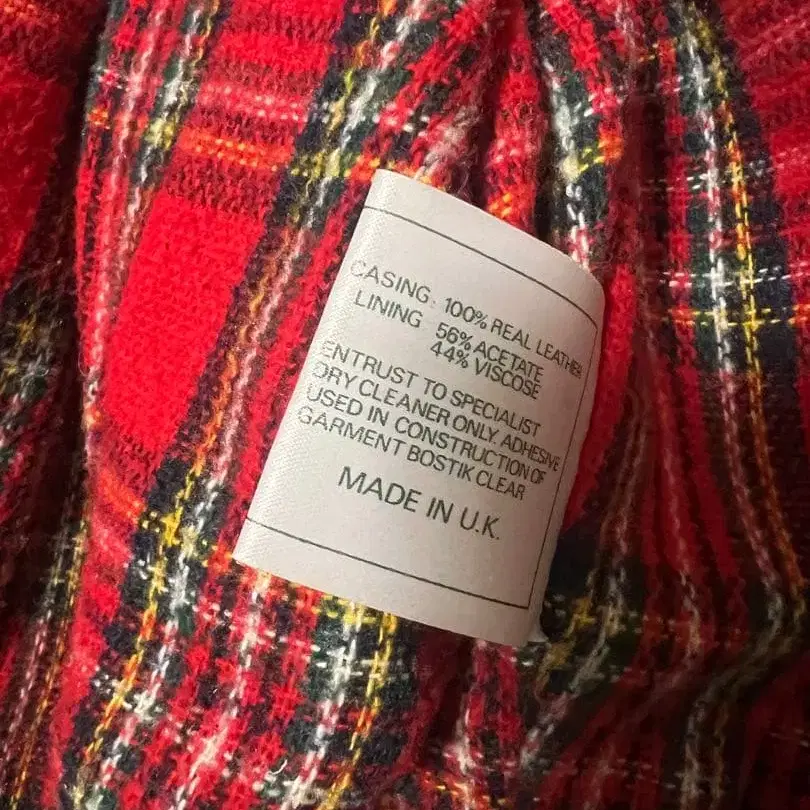 CASING: 100% REAL LEATHER
LINING 56% ACETATE
44% VISCOSE
ENTRUST TO SPECIALIST
DRY CLEANER ONLY. ADHESIVE
USED IN CONSTRUCTION OF
GARMENT BOSTIK CLEAR
MADE IN U.K.